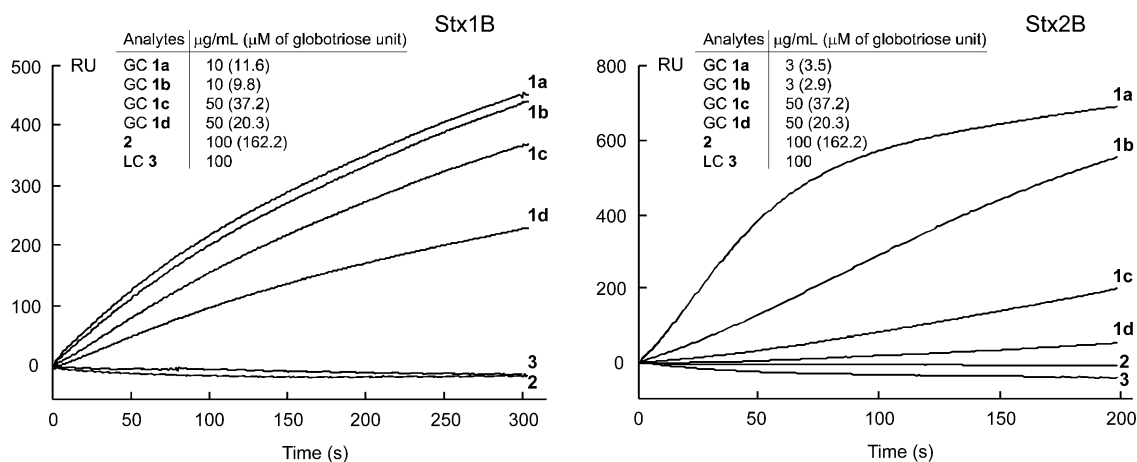 Stx1B
Analytes μg/mL (μM of globotriose unit)
GC 1a 10 (11.6)
GC 1b 10 (9.8)
GC 1c 50 (37.2)
GC 1d 50 (20.3)
2 100 (162.2)
LC 3 100
RU
500
400
300
200
100
0
1a
1b
1c
1d
3
2
0 50 100 150 200 250 300
Time (s)
Stx2B
Analytes μg/mL (μM of globotriose unit)
GC 1a 3 (3.5)
GC 1b 3 (2.9)
GC 1c 50 (37.2)
GC 1d 50 (20.3)
2 100 (162.2)
LC 3 100
RU
800
600
400
200
0
1a
1b
1c
1d
2
3
0 50 100 150 200
Time (s)